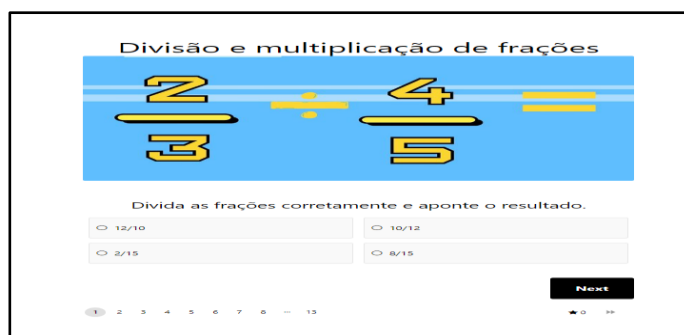 Divisão e multiplicação de frações
2/3 ÷ 4/5 =
Divida as frações corretamente e aponte o resultado.
12/10 10/12
2/15 8/15
Next
1 2 3 4 5 6 7 8 ... 13 ★ 0 >>